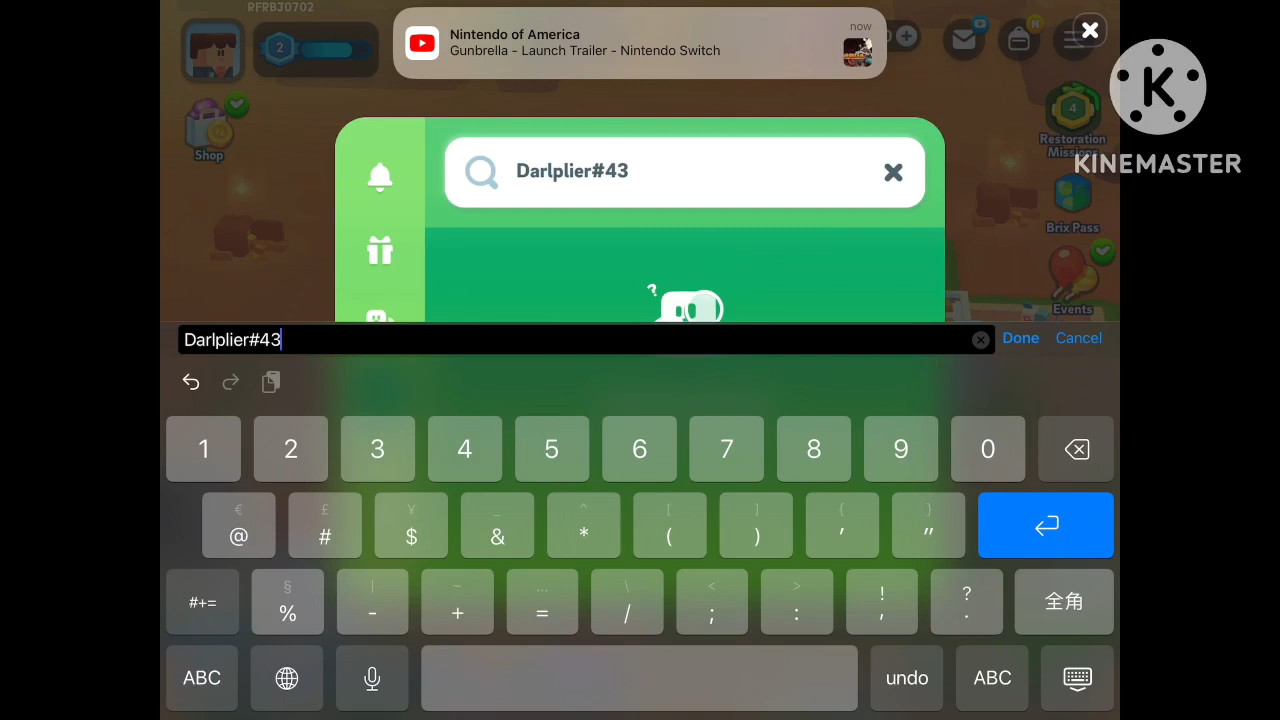 RFRBJ0702
Nintendo of America
now
Gunbrella - Launch Trailer - Nintendo Switch
2
N
K
KINEMASTER
Shop
4
Restoration
Missions
Brix Pass
Events
Darlplier#43
?
Darlplier#43
Done
Cancel
1 2 3 4 5 6 7 8 9 0
€ £ ¥ _ ^ [ ] { }
@ # $ & * ( ) ' "
§ | ~ … \ < > ! ?
#+= % - + = / ; : , . 全角
ABC undo ABC